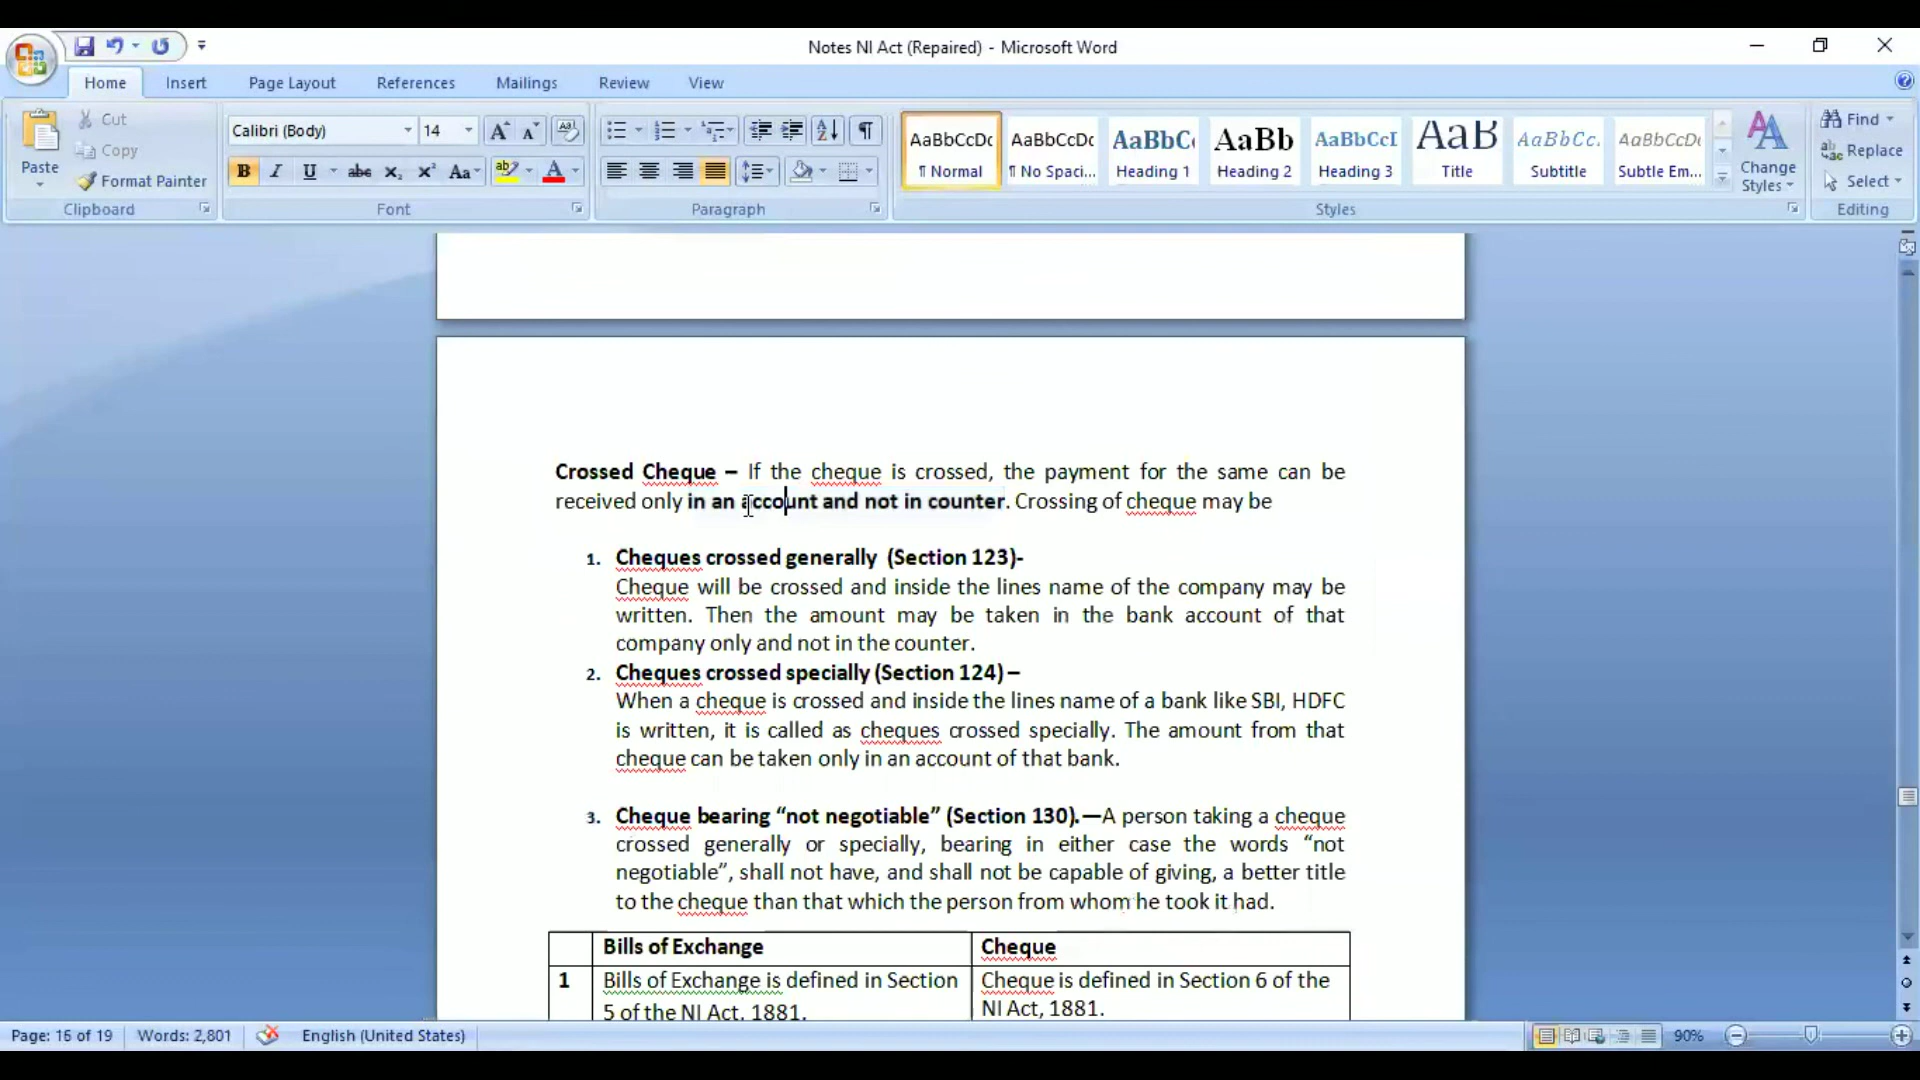 Notes NI Act (Repaired) - Microsoft Word
Home Insert Page Layout References Mailings Review View
Paste
Cut
Copy
Format Painter
Clipboard
Calibri (Body) 14
Font
Paragraph
AaBbCcDc AaBbCcDc AaBbC AaBb AaBbCcI AaB AaBbCc. AaBbCcDc
¶ Normal ¶ No Spaci... Heading 1 Heading 2 Heading 3 Title Subtitle Subtle Em...
Styles
Change Styles
Find
Replace
Select
Editing
Crossed Cheque – If the cheque is crossed, the payment for the same can be
received only in an account and not in counter. Crossing of cheque may be
1. Cheques crossed generally (Section 123)-
Cheque will be crossed and inside the lines name of the company may be
written. Then the amount may be taken in the bank account of that
company only and not in the counter.
2. Cheques crossed specially (Section 124) –
When a cheque is crossed and inside the lines name of a bank like SBI, HDFC
is written, it is called as cheques crossed specially. The amount from that
cheque can be taken only in an account of that bank.
3. Cheque bearing “not negotiable” (Section 130).—A person taking a cheque
crossed generally or specially, bearing in either case the words “not
negotiable”, shall not have, and shall not be capable of giving, a better title
to the cheque than that which the person from whom he took it had.
Bills of Exchange Cheque
1 Bills of Exchange is defined in Section Cheque is defined in Section 6 of the
5 of the NI Act, 1881. NI Act, 1881.
Page: 16 of 19 Words: 2,801 English (United States) 90%